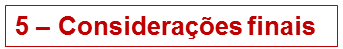 5 – Considerações finais